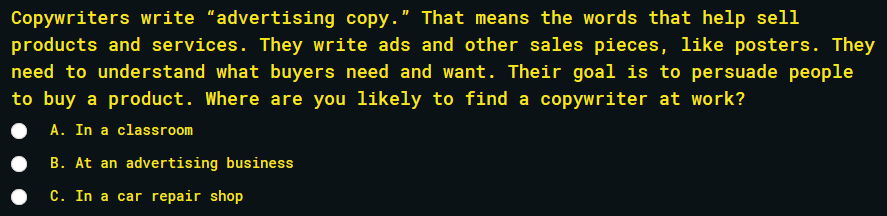 Copywriters write “advertising copy.” That means the words that help sell
products and services. They write ads and other sales pieces, like posters. They
need to understand what buyers need and want. Their goal is to persuade people
to buy a product. Where are you likely to find a copywriter at work?
A. In a classroom
B. At an advertising business
C. In a car repair shop